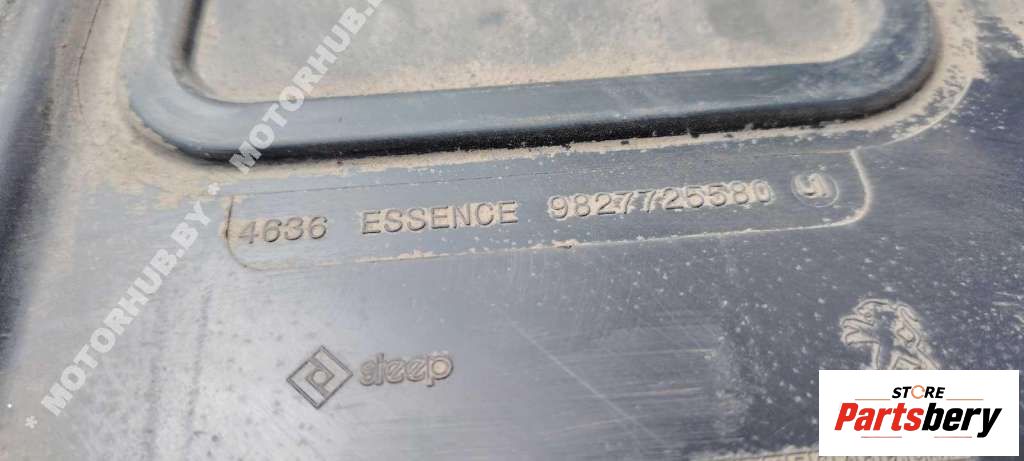 * MOTORHUB.BY * MOTORHUB.BY
4636 ESSENCE 9827725580
sleep
STORE
Partsbery